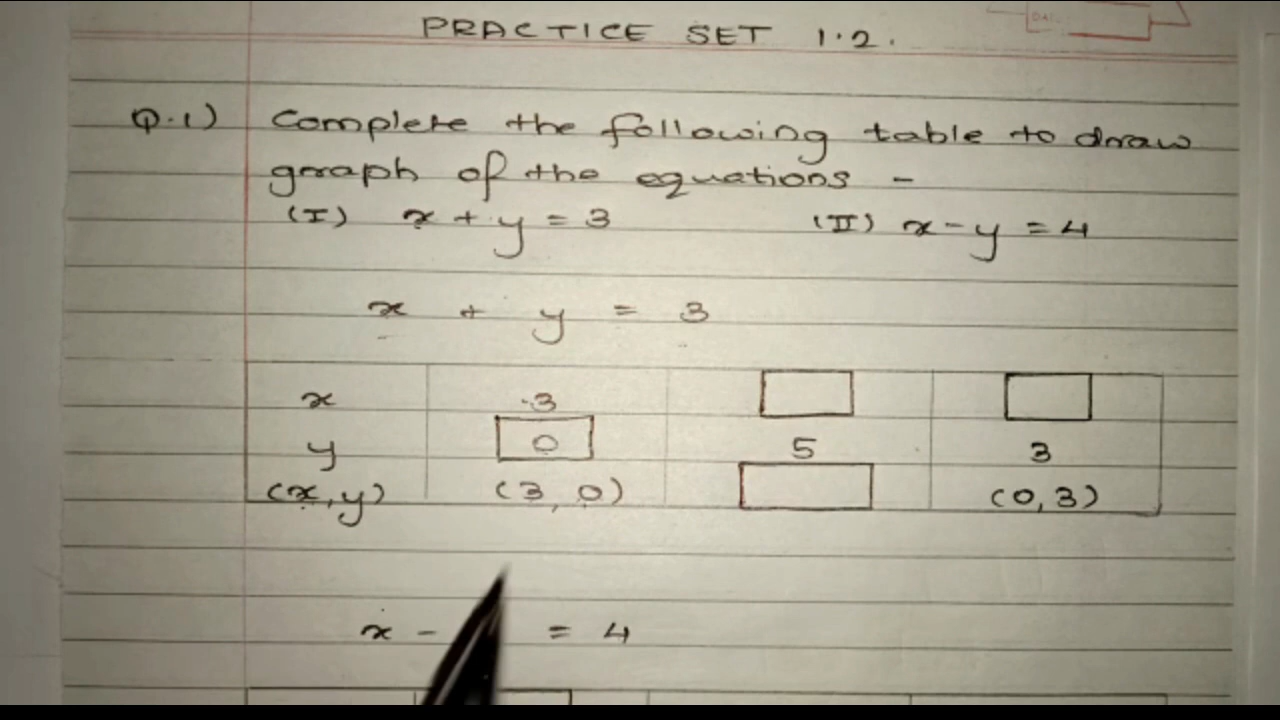 PRACTICE SET 1.2.
Q.1) Complete the following table to draw
graph of the equations -
(I) x + y = 3 (II) x - y = 4
x + y = 3
x 3
y 0 5 3
(x, y) (3, 0) (0, 3)
x - = 4